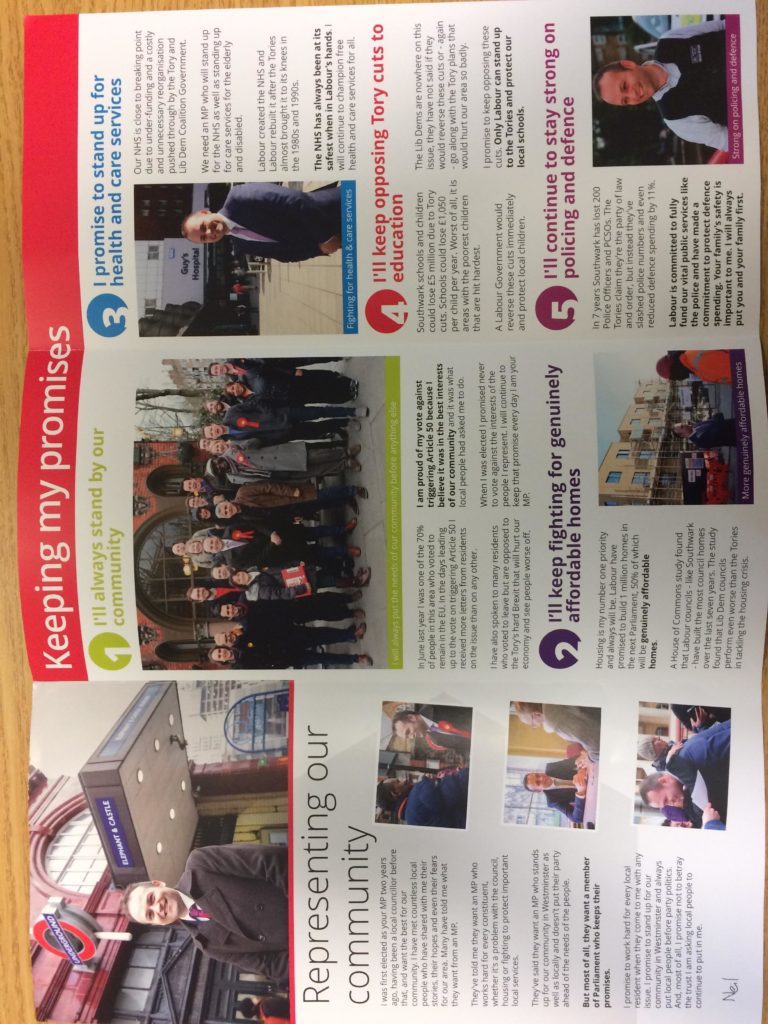 UNDERGROUND
ELEPHANT & CASTLE
Representing our
community
I was first elected as your MP two years
ago, having been a local councillor before
that, and want the best for our
community. I have met countless local
people who have shared with me their
stories, their hopes and even their fears
for our area. Many have told me what
they want from an MP.
They've told me they want an MP who
works hard for every constituent,
whether it's a problem with the council,
housing or fighting to protect important
local services.
They've said they want an MP who stands
up for our community in Westminster as
well as locally and doesn't put their party
ahead of the needs of the people.
But most of all, they want a member
of Parliament who keeps their
promises.
I promise to work hard for every local
resident when they come to me with any
issue. I promise to stand up for our
community in Westminster and always
put local people before party politics.
And, most of all, I promise not to betray
the trust I am asking local people to
continue to put in me.
Neil
Keeping my promises
1 I'll always stand by our
community
I will always put the needs of our community before anything else
In June last year I was one of the 70%
of people in this area who voted to
remain in the EU. In the days leading
up to the vote on triggering Article 50 I
received more letters from residents
on the issue than on any other.
I have also spoken to many residents
who voted to leave but are opposed to
the Tory's hard Brexit that will hurt our
economy and see people worse off.
I am proud of my vote against
triggering Article 50 because I
believe it was in the best interests
of our community and it was what
local people had asked me to do.
When I was elected I promised never
to vote against the interests of the
people I represent. I will continue to
keep that promise every day I am your
MP.
2 I'll keep fighting for genuinely
affordable homes
Housing is my number one priority
and always will be. Labour have
promised to build 1 million homes in
the next Parliament, 50% of which
will be genuinely affordable
homes.
A House of Commons study found
that Labour councils - like Southwark
- have built the most council homes
over the last seven years. The study
found that Lib Dem councils
perform even worse than the Tories
in tackling the housing crisis.
More genuinely affordable homes
3 I promise to stand up for
health and care services
Guy's
Hospital
Fighting for health & care services
Our NHS is close to breaking point
due to under-funding and a costly
and unnecessary reorganisation
pushed through by the Tory and
Lib Dem Coalition Government.
We need an MP who will stand up
for the NHS as well as standing up
for care services for the elderly
and disabled.
Labour created the NHS and
Labour rebuilt it after the Tories
almost brought it to its knees in
the 1980s and 1990s.
The NHS has always been at its
safest when in Labour's hands. I
will continue to champion free
health and care services for all.
4 I'll keep opposing Tory cuts to
education
Southwark schools and children
could lose £5 million due to Tory
cuts. Schools could lose £1,050
per child per year. Worst of all, it is
areas with the poorest children
that are hit hardest.
A Labour Government would
reverse these cuts immediately
and protect local children.
The Lib Dems are nowhere on this
issue, they have not said if they
would reverse these cuts or - again
- go along with the Tory plans that
would hurt our area so badly.
I promise to keep opposing these
cuts. Only Labour can stand up
to the Tories and protect our
local schools.
5 I'll continue to stay strong on
policing and defence
In 7 years Southwark has lost 200
Police Officers and PCSOs. The
Tories claim they're the party of law
and order, but instead they've
slashed police numbers and even
reduced defence spending by 11%.
Labour is committed to fully
fund our vital public services like
the police and have made a
commitment to protect defence
spending. Your family's safety is
important to me. I will always
put you and your family first.
Strong on policing and defence